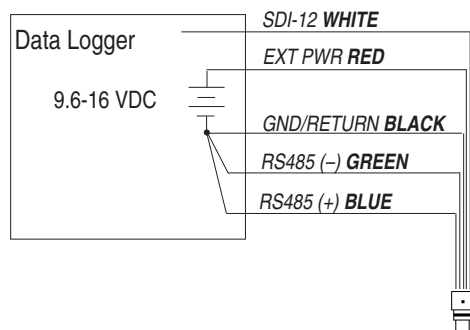 SDI-12 WHITE
Data Logger
EXT PWR RED
9.6-16 VDC
GND/RETURN BLACK
RS485 (–) GREEN
RS485 (+) BLUE